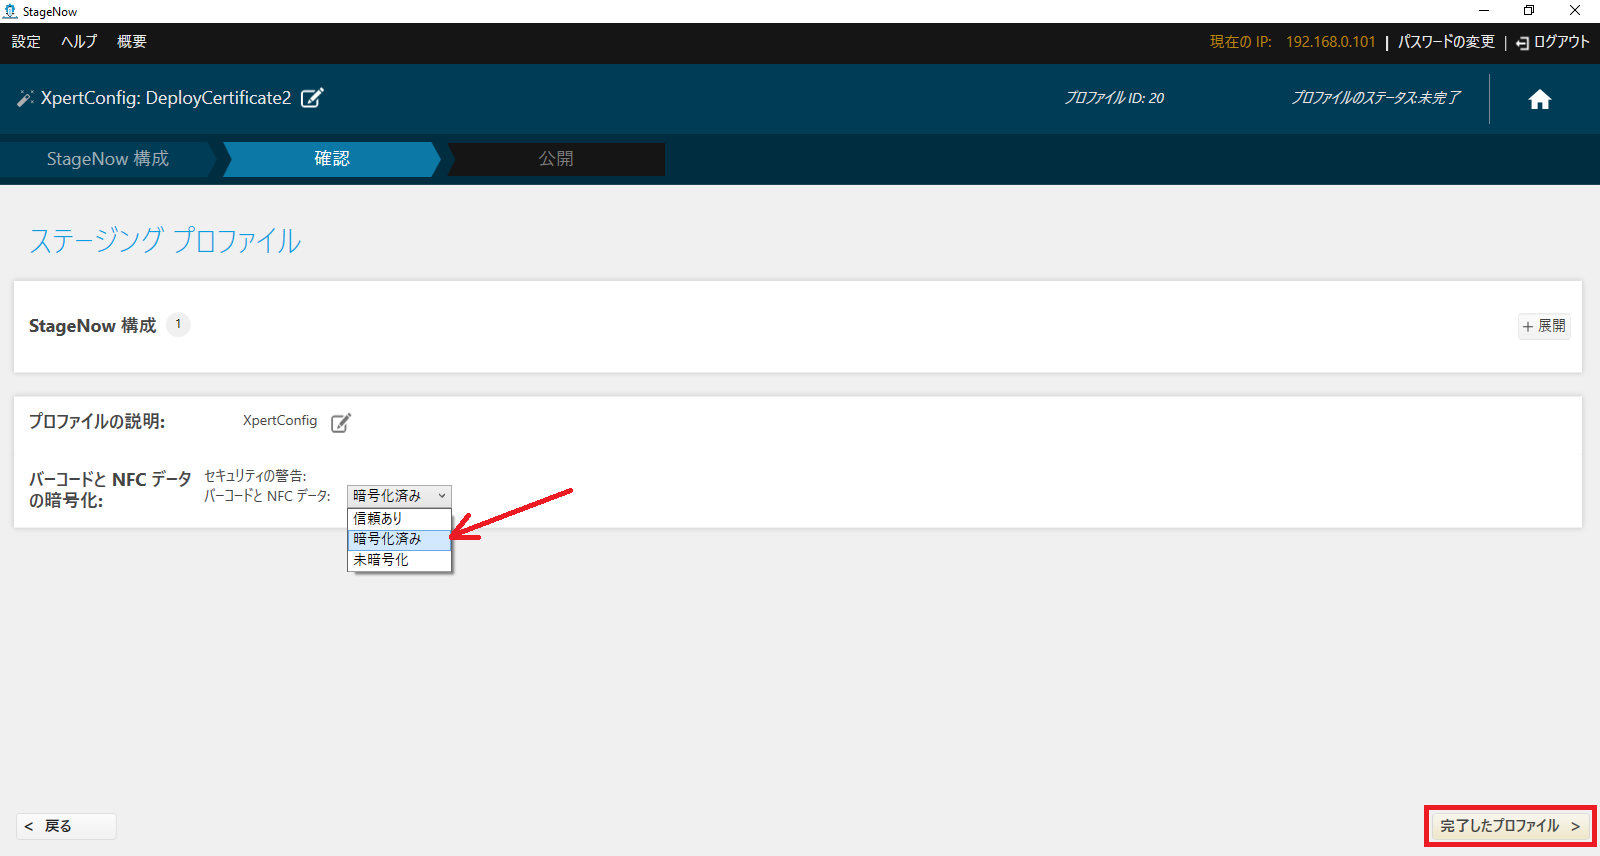 StageNow
設定 ヘルプ 概要
現在の IP: 192.168.0.101 | パスワードの変更 | ログアウト
XpertConfig: DeployCertificate2
プロファイル ID: 20
プロファイルのステータス:未完了
StageNow 構成
確認
公開
ステージング プロファイル
StageNow 構成 1
+ 展開
プロファイルの説明: XpertConfig
バーコードと NFC データ
の暗号化:
セキュリティの警告:
バーコードと NFC データ: 暗号化済み
信頼あり
暗号化済み
未暗号化
< 戻る
完了したプロファイル >